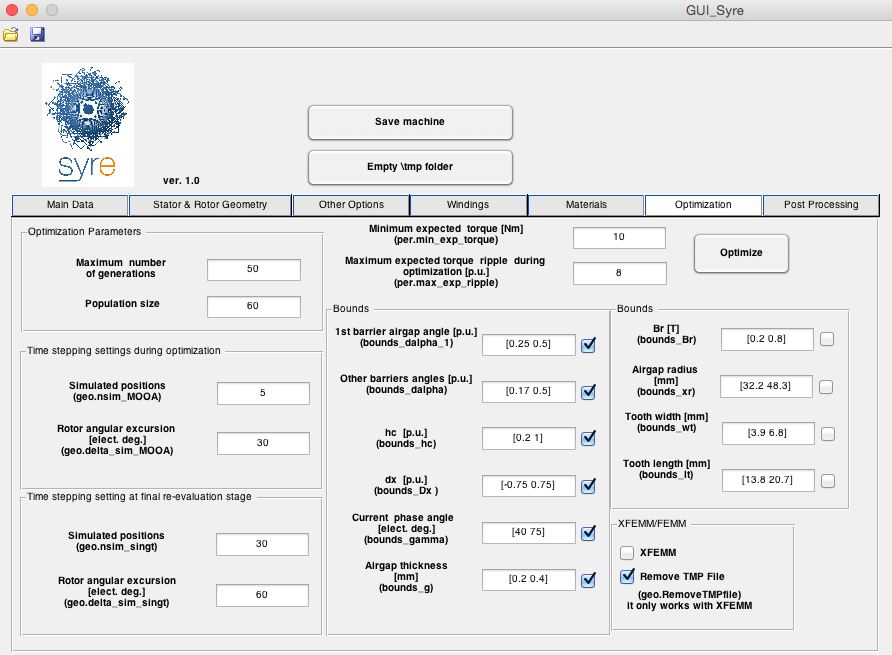 GUI_Syre
syre
ver. 1.0
Save machine
Empty \tmp folder
Main Data
Stator & Rotor Geometry
Other Options
Windings
Materials
Optimization
Post Processing
Optimization Parameters
Maximum number
of generations
50
Population size
60
Time stepping settings during optimization
Simulated positions
(geo.nsim_MOOA)
5
Rotor angular excursion
[elect. deg.]
(geo.delta_sim_MOOA)
30
Time stepping setting at final re-evaluation stage
Simulated positions
(geo.nsim_singt)
30
Rotor angular excursion
[elect. deg.]
(geo.delta_sim_singt)
60
Minimum expected torque [Nm]
(per.min_exp_torque)
10
Maximum expected torque ripple during
optimization [p.u.]
(per.max_exp_ripple)
8
Optimize
Bounds
1st barrier airgap angle [p.u.]
(bounds_dalpha_1)
[0.25 0.5]
Other barriers angles [p.u.]
(bounds_dalpha)
[0.17 0.5]
hc [p.u.]
(bounds_hc)
[0.2 1]
dx [p.u.]
(bounds_Dx )
[-0.75 0.75]
Current phase angle
[elect. deg.]
(bounds_gamma)
[40 75]
Airgap thickness
[mm]
(bounds_g)
[0.2 0.4]
Bounds
Br [T]
(bounds_Br)
[0.2 0.8]
Airgap radius
[mm]
(bounds_xr)
[32.2 48.3]
Tooth width [mm]
(bounds_wt)
[3.9 6.8]
Tooth length [mm]
(bounds_lt)
[13.8 20.7]
XFEMM/FEMM
XFEMM
Remove TMP File
(geo.RemoveTMPfile)
it only works with XFEMM